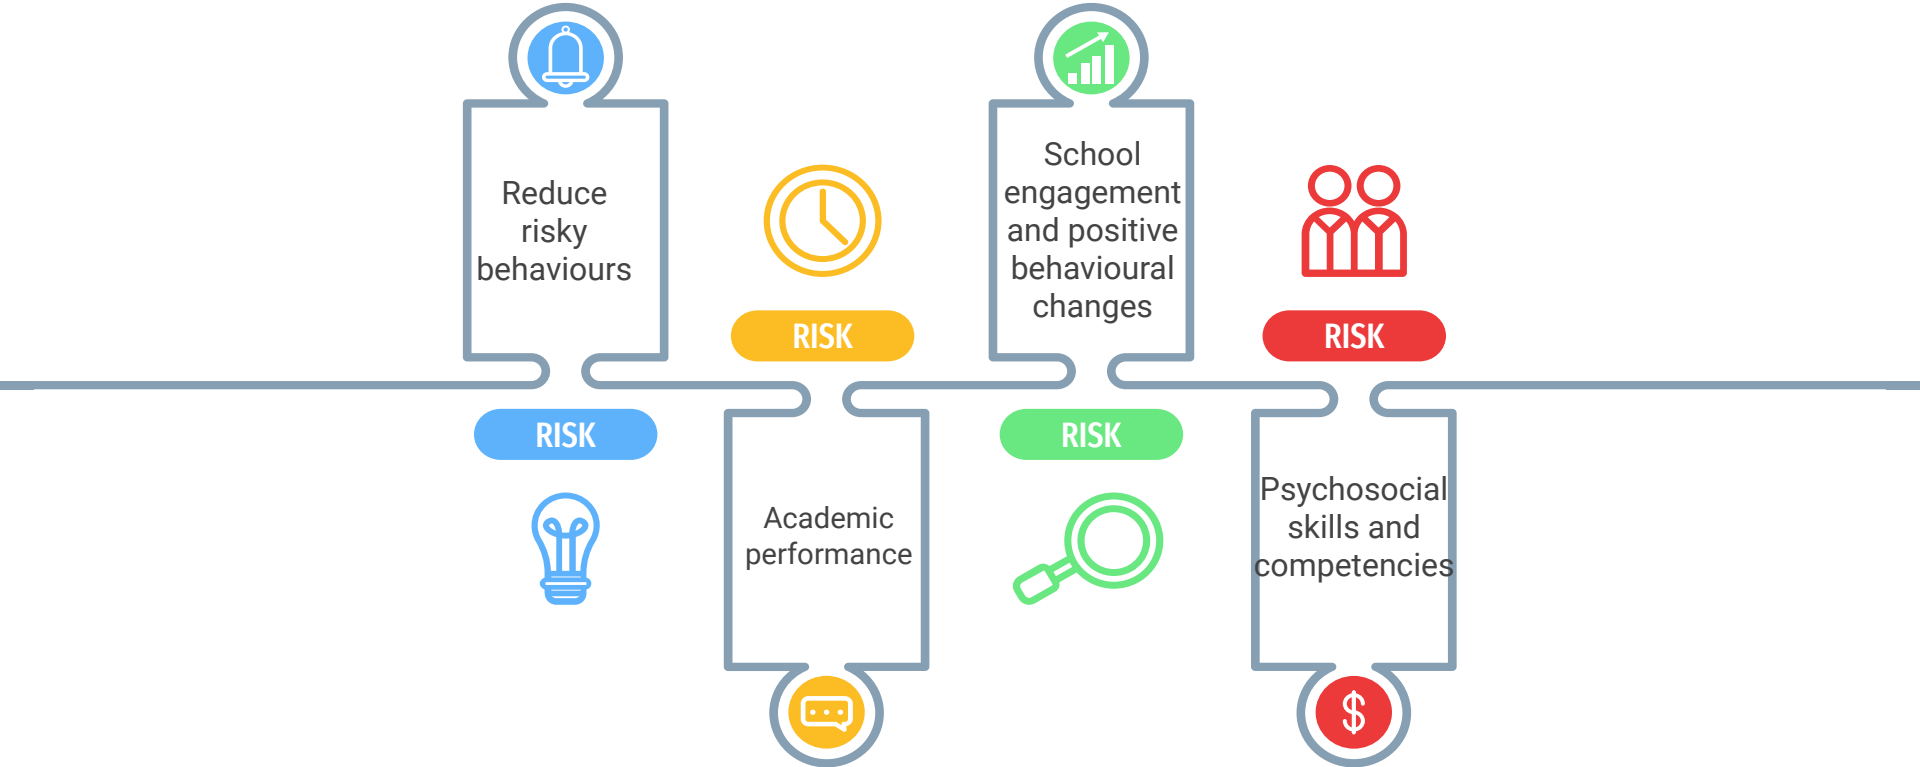 Reduce
risky
behaviours
RISK
RISK
Academic
performance
School
engagement
and positive
behavioural
changes
RISK
RISK
Psychosocial
skills and
competencies
$